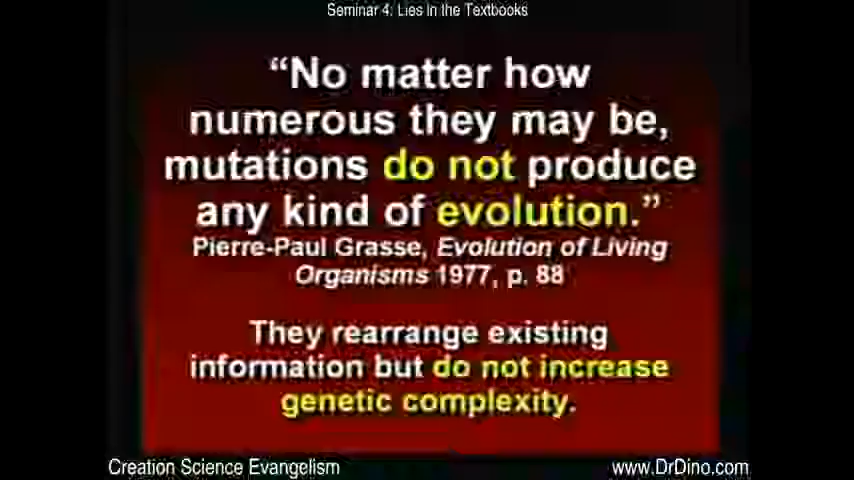 Seminar 4: Lies in the Textbooks
“No matter how
numerous they may be,
mutations do not produce
any kind of evolution.”
Pierre-Paul Grasse, Evolution of Living
Organisms 1977, p. 88
They rearrange existing
information but do not increase
genetic complexity.
Creation Science Evangelism
www.DrDino.com